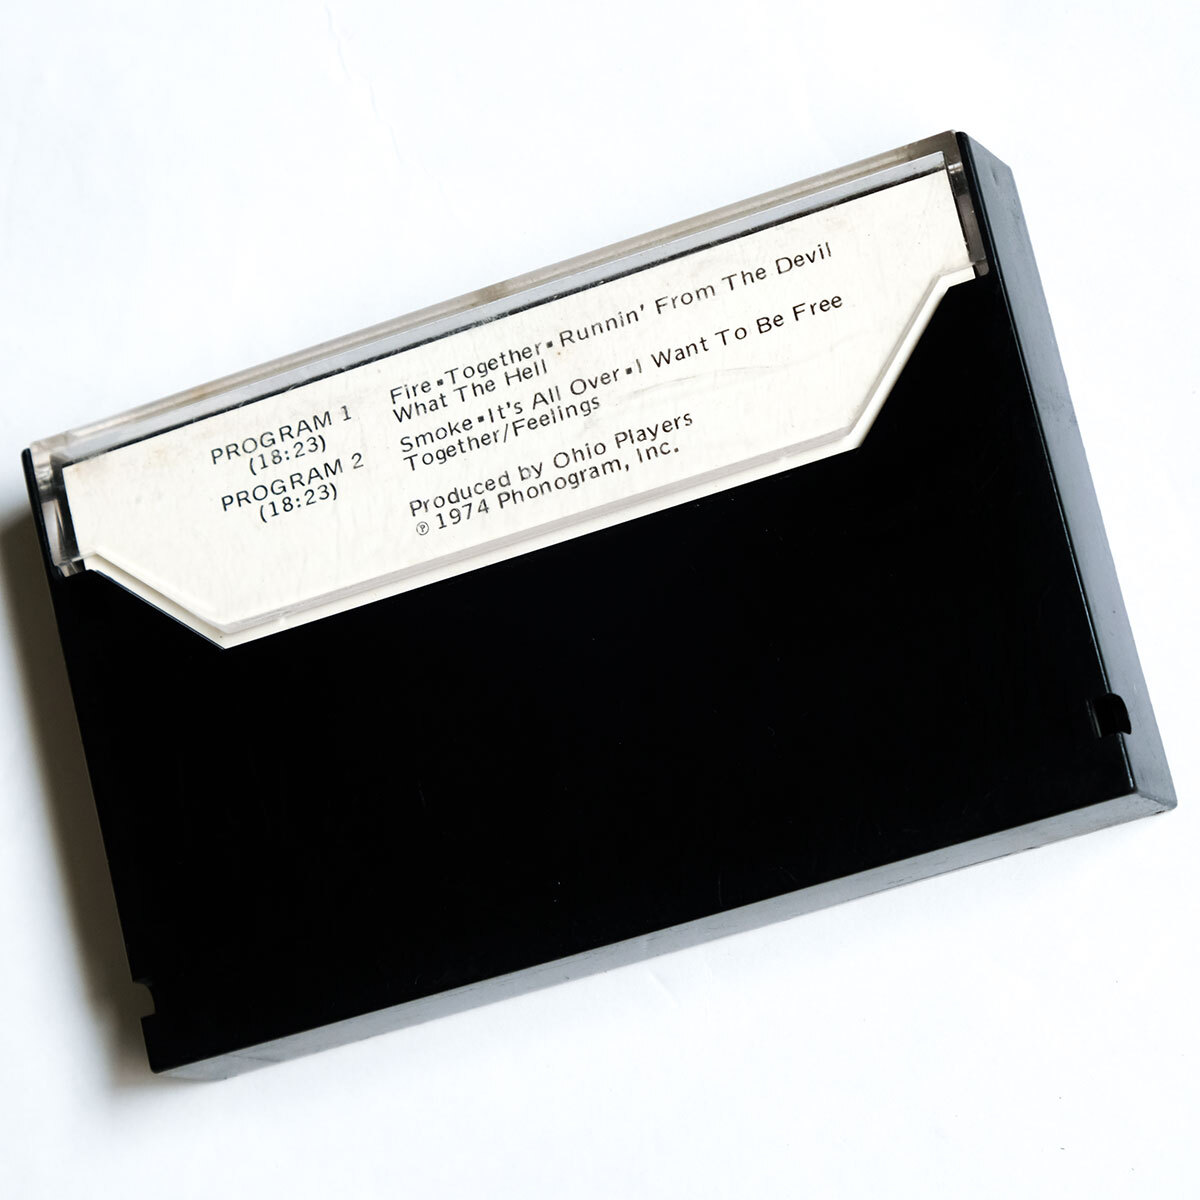 PROGRAM 1
(18:23)
Fire▪Together▪Runnin' From The Devil
What The Hell
PROGRAM 2
(18:23)
Smoke▪It's All Over▪I Want To Be Free
Together/Feelings
Produced by Ohio Players
℗ 1974 Phonogram, Inc.